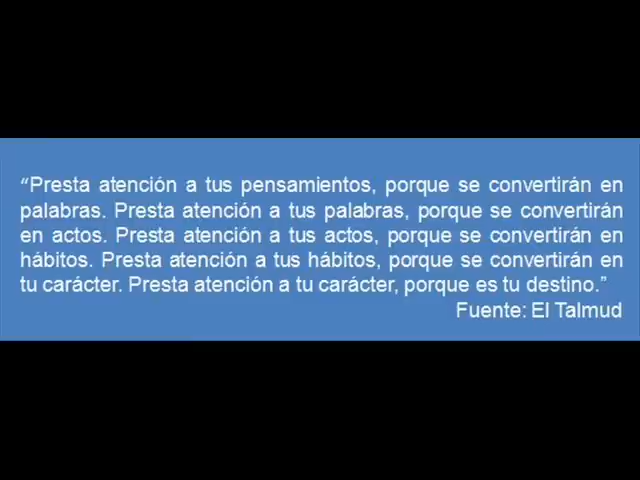 “Presta atención a tus pensamientos, porque se convertirán en
palabras. Presta atención a tus palabras, porque se convertirán
en actos. Presta atención a tus actos, porque se convertirán en
hábitos. Presta atención a tus hábitos, porque se convertirán en
tu carácter. Presta atención a tu carácter, porque es tu destino.”
Fuente: El Talmud